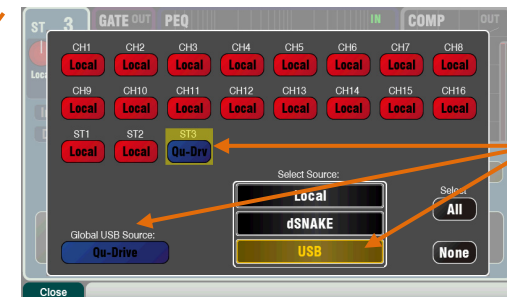 ST 3 GATE OUT PEQ IN COMP OUT
CH1 CH2 CH3 CH4 CH5 CH6 CH7 CH8
Local Local Local Local Local Local Local Local
CH9 CH10 CH11 CH12 CH13 CH14 CH15 CH16
Local Local Local Local Local Local Local Local
ST1 ST2 ST3
Local Local Qu-Drv
Select Source:
Local
Select
All
dSNAKE
Global USB Source:
Qu-Drive
USB
None
Close